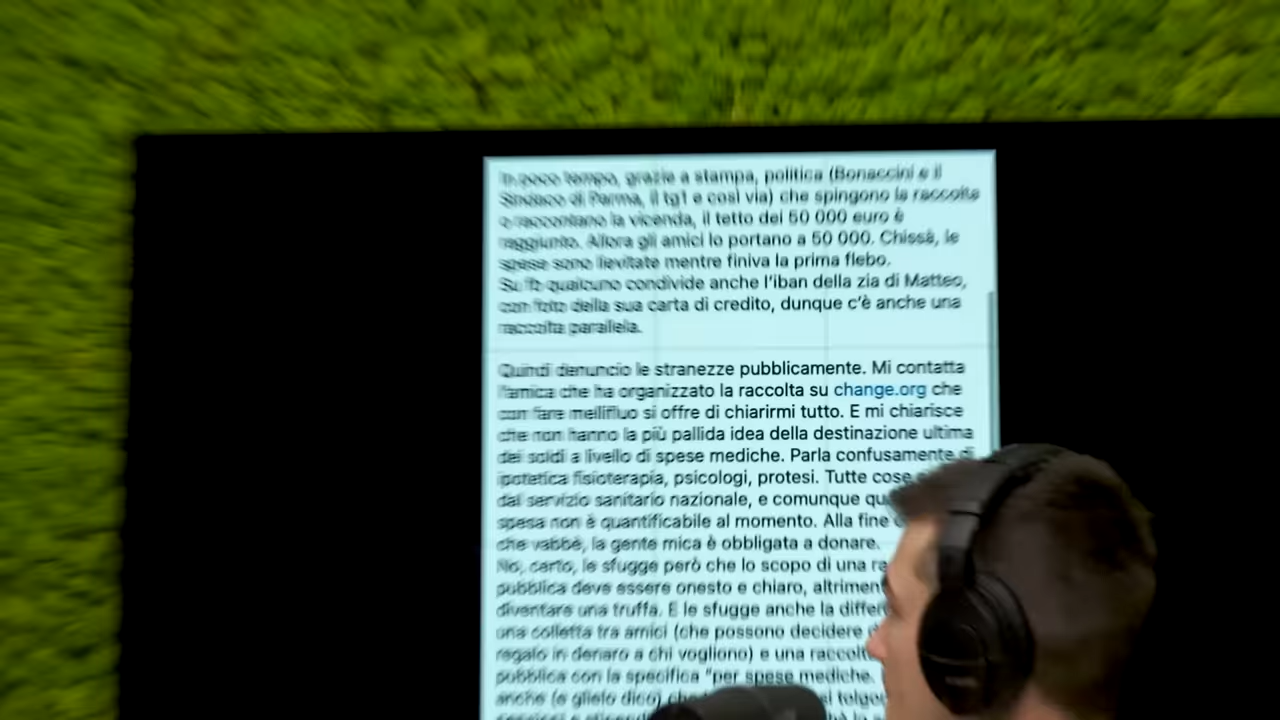 In poco tempo, grazie a stampa, politica (Bonaccini e il
Sindaco di Parma, il tg1 e così via) che spingono la raccolta
o raccontano la vicenda, il tetto dei 50 000 euro è
raggiunto. Allora gli amici lo portano a 50 000. Chissà, le
spese sono lievitate mentre finiva la prima flebo.
Su fb qualcuno condivide anche l'iban della zia di Matteo,
con foto della sua carta di credito, dunque c'è anche una
raccolta parallela.
Quindi denuncio le stranezze pubblicamente. Mi contatta
l'amica che ha organizzato la raccolta su change.org che
con fare mellifluo si offre di chiarirmi tutto. E mi chiarisce
che non hanno la più pallida idea della destinazione ultima
dei soldi a livello di spese mediche. Parla confusamente di
ipotetica fisioterapia, psicologi, protesi. Tutte cose
dal servizio sanitario nazionale, e comunque
spesa non è quantificabile al momento. Alla fine
che vabbè, la gente mica è obbligata a donare.
No, certo, le sfugge però che lo scopo di una
pubblica deve essere onesto e chiaro,
diventare una truffa. E le sfugge anche la
una colletta tra amici (che possono decidere
regalo in denaro a chi vogliono) e una
pubblica con la specifica "per spese mediche.
anche (e glielo dico)